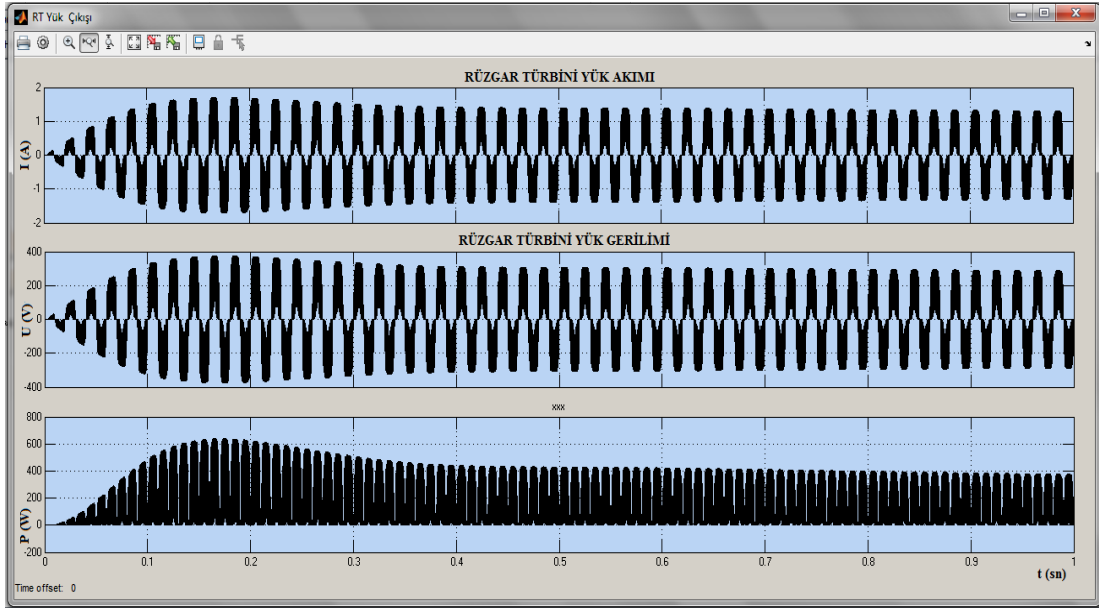 RT Yük Çıkışı
RÜZGAR TÜRBİNİ YÜK AKIMI
I (A)
2
1
0
-1
-2
RÜZGAR TÜRBİNİ YÜK GERİLİMİ
U (V)
400
200
0
-200
-400
xxx
P (W)
800
600
400
200
0
-200
0 0.1 0.2 0.3 0.4 0.5 0.6 0.7 0.8 0.9 1
t (sn)
Time offset: 0